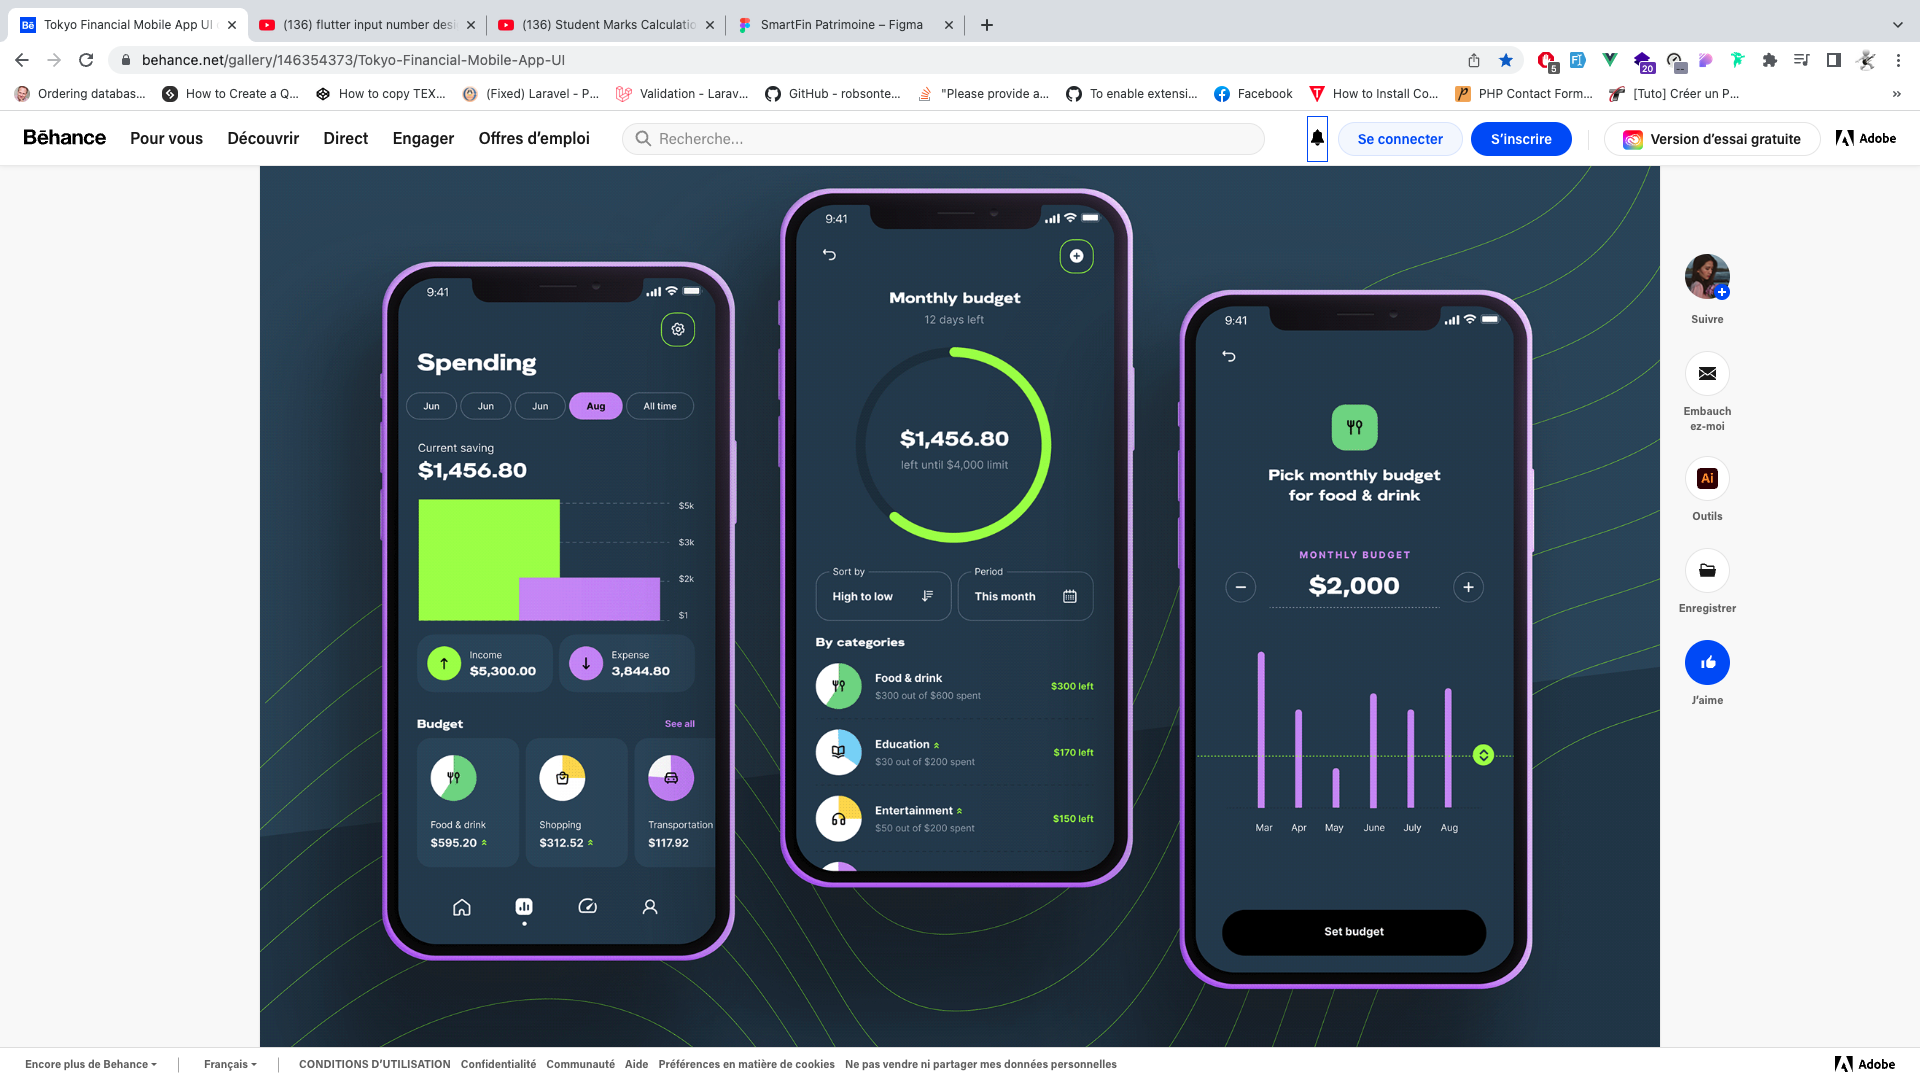 Tokyo Financial Mobile App UI
(136) flutter input number desi
(136) Student Marks Calculatio
SmartFin Patrimoine – Figma
behance.net/gallery/146354373/Tokyo-Financial-Mobile-App-UI
5
20
Ordering databas...
How to Create a Q...
How to copy TEX...
(Fixed) Laravel - P...
Validation - Larav...
GitHub - robsonte...
"Please provide a...
To enable extensi...
Facebook
How to Install Co...
PHP Contact Form...
[Tuto] Créer un P...
»
Bēhance
Pour vous
Découvrir
Direct
Engager
Offres d’emploi
Recherche...
Se connecter
S’inscrire
Version d’essai gratuite
Adobe
9:41
Spending
Jun
Jun
Jun
Aug
All time
Current saving
$1,456.80
$5k
$3k
$2k
$1
Income
$5,300.00
Expense
3,844.80
Budget
See all
Food & drink
$595.20
Shopping
$312.52
Transportation
$117.92
9:41
Monthly budget
12 days left
$1,456.80
left until $4,000 limit
Sort by
High to low
Period
This month
By categories
Food & drink
$300 out of $600 spent
$300 left
Education
$30 out of $200 spent
$170 left
Entertainment
$50 out of $200 spent
$150 left
9:41
Pick monthly budget
for food & drink
MONTHLY BUDGET
$2,000
Mar
Apr
May
June
July
Aug
Set budget
Suivre
Embauch
ez-moi
Ai
Outils
Enregistrer
J’aime
Encore plus de Behance
Français
CONDITIONS D’UTILISATION
Confidentialité
Communauté
Aide
Préférences en matière de cookies
Ne pas vendre ni partager mes données personnelles
Adobe